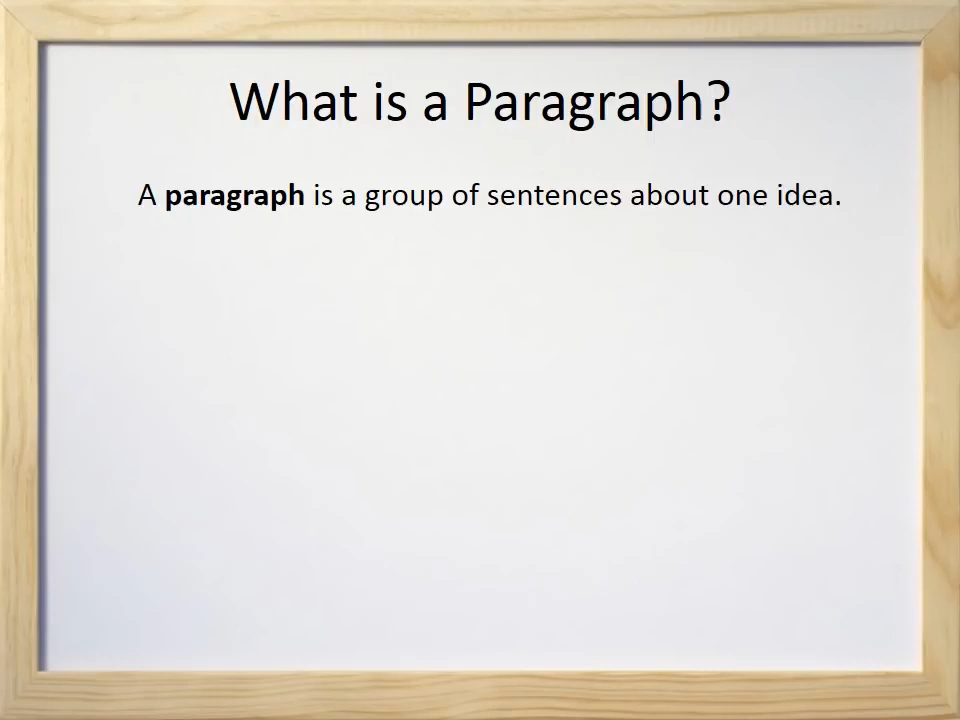 What is a Paragraph?
A paragraph is a group of sentences about one idea.